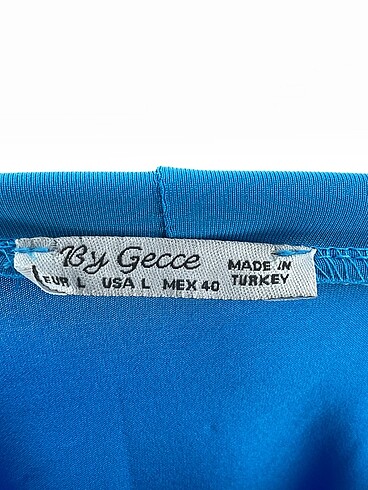 By Gecce
MADE IN
TURKEY
EUR L USA L MEX 40